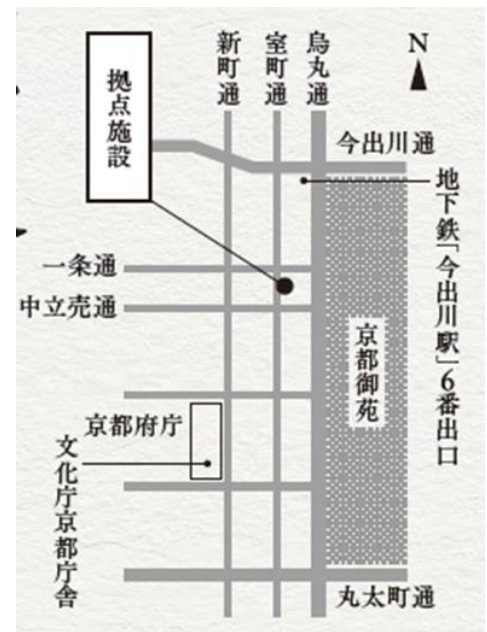 拠点施設
新町通
室町通
烏丸通
N
今出川通
地下鉄「今出川駅」6番出口
一条通
中立売通
京都御苑
京都府庁
文化庁京都庁舎
丸太町通